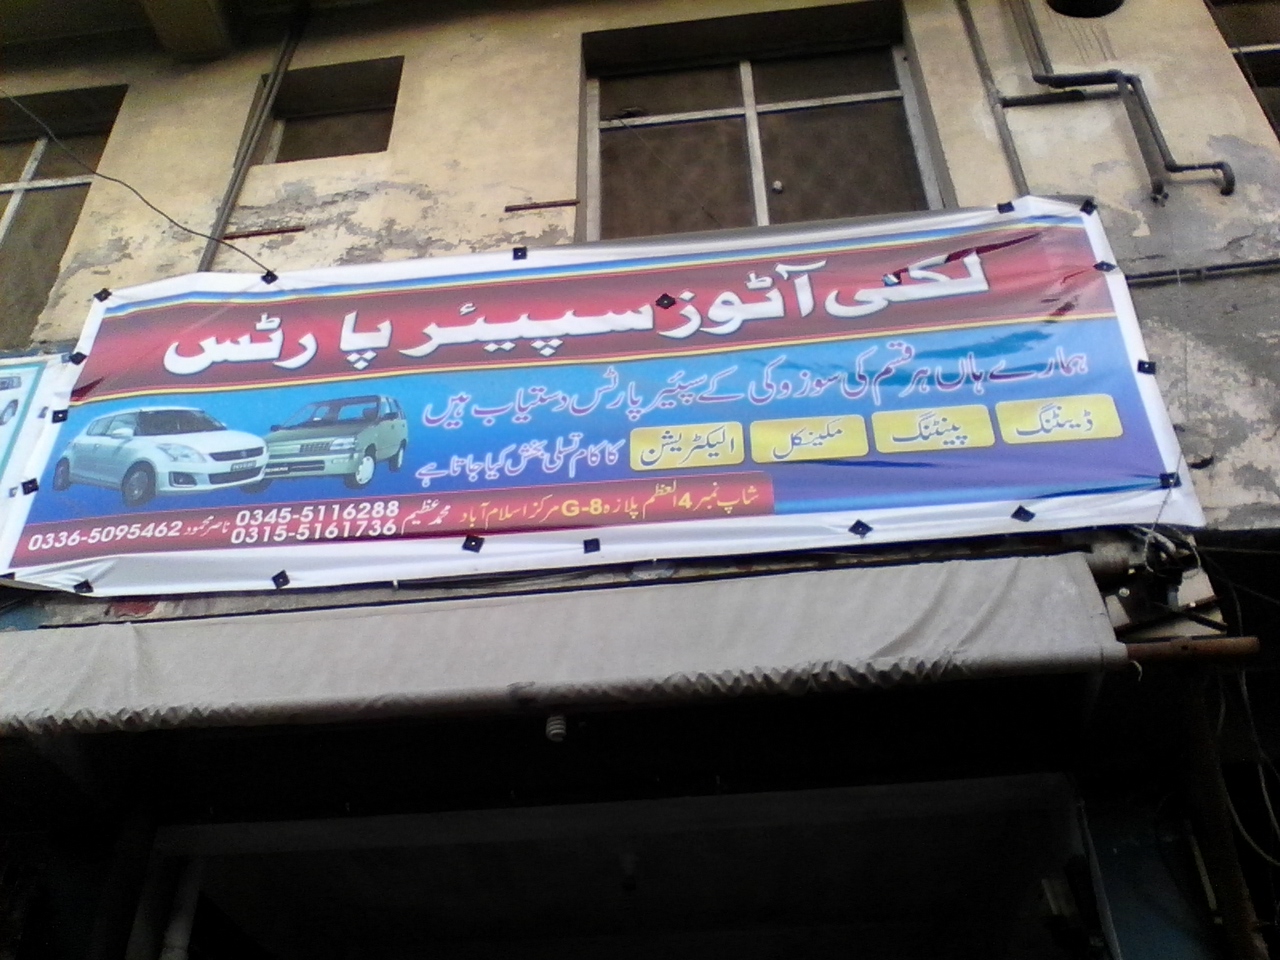 لکی آٹوز سپیئر پارٹس
ہمارے ہاں ہر قسم کی سوزوکی کے سپئیر پارٹس دستیاب ہیں
ڈینٹنگ پینٹنگ مکینکل الیکٹریشن کا کام تسلی بخش کیا جاتا ہے
شاپ نمبر 4 العظم پلازہ G-8 مرکز اسلام آباد
محمد عظیم 0345-5116288
0315-5161736
ناصر محمود 0336-5095462